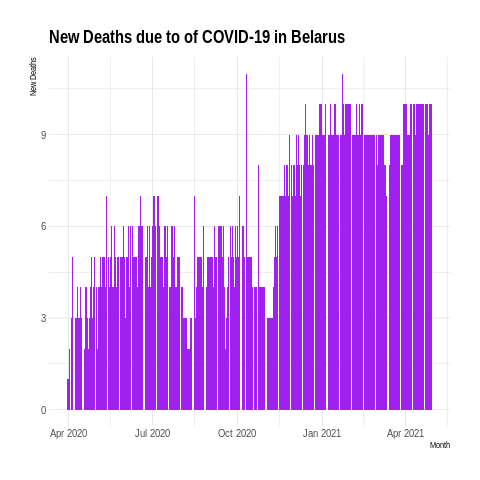 New Deaths due to of COVID-19 in Belarus
New Deaths
9
6
3
0
Apr 2020 Jul 2020 Oct 2020 Jan 2021 Apr 2021
Month